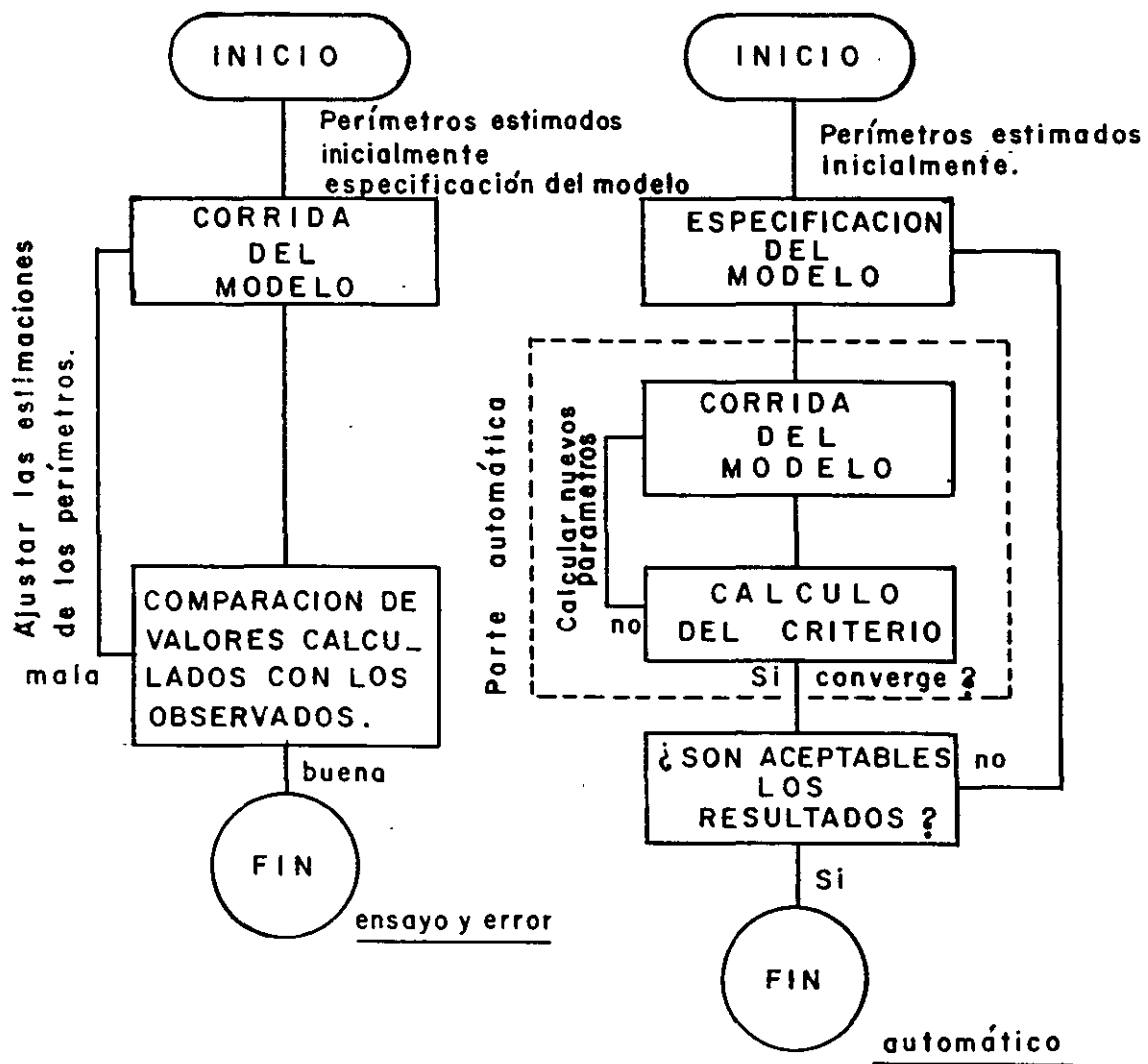 INICIO
Perímetros estimados
inicialmente
especificación del modelo
CORRIDA
DEL
MODELO
Ajustar las estimaciones
de los perímetros.
COMPARACION DE
VALORES CALCU_
LADOS CON LOS
OBSERVADOS.
mala
buena
FIN
ensayo y error
INICIO
Perímetros estimados
inicialmente.
ESPECIFICACION
DEL
MODELO
Parte automática
CORRIDA
DEL
MODELO
Calcular nuevos
parametros
no
CALCULO
DEL CRITERIO
Si converge?
¿SON ACEPTABLES
LOS
RESULTADOS?
no
Si
FIN
automático